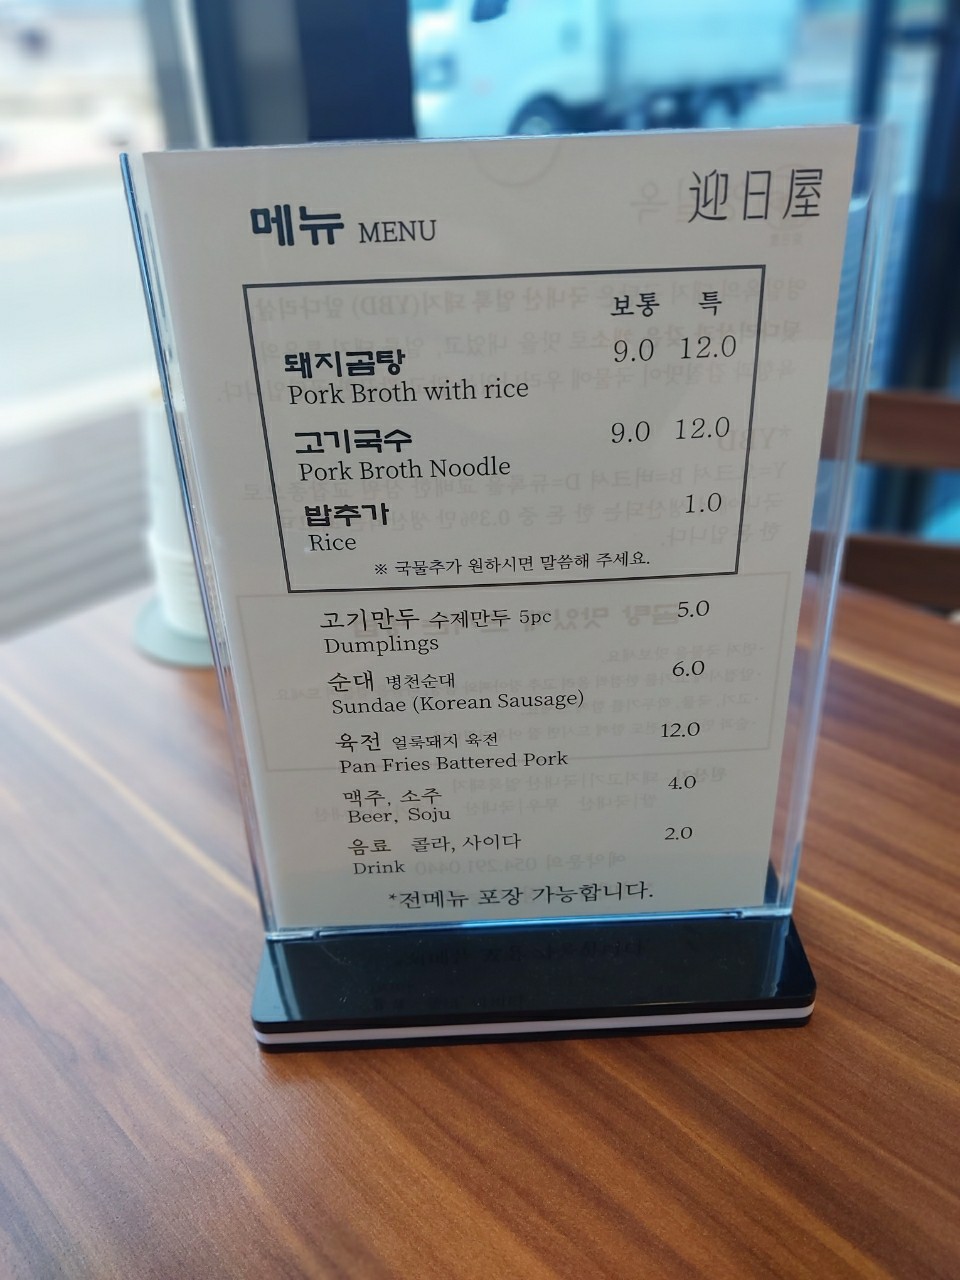 迎日屋
메뉴 MENU
보통 특
돼지곰탕 9.0 12.0
Pork Broth with rice
고기국수 9.0 12.0
Pork Broth Noodle
밥추가 1.0
Rice
※ 국물추가 원하시면 말씀해 주세요.
고기만두 수제만두 5pc 5.0
Dumplings
순대 병천순대 6.0
Sundae (Korean Sausage)
육전 얼룩돼지 육전 12.0
Pan Fries Battered Pork
맥주, 소주 4.0
Beer, Soju
음료 콜라, 사이다 2.0
Drink
*전메뉴 포장 가능합니다.